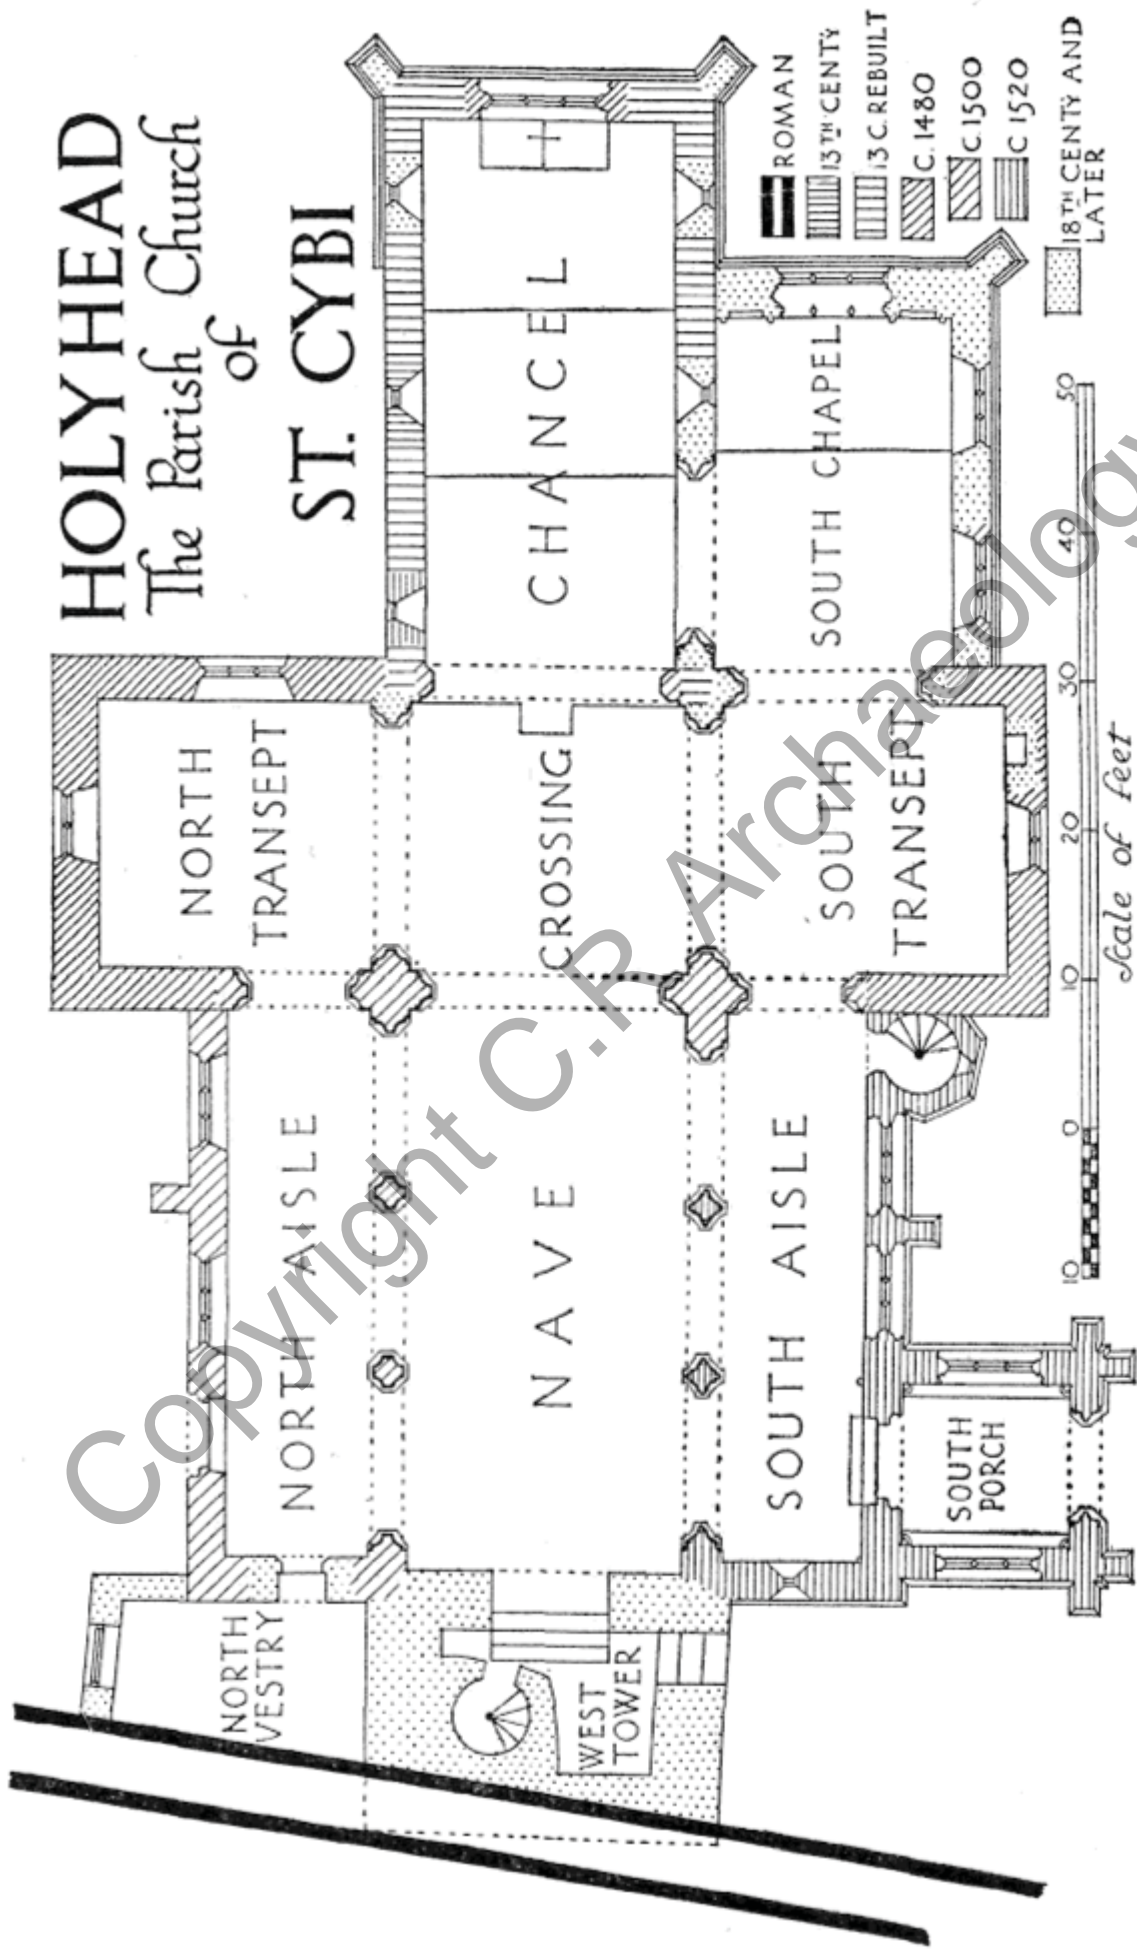 HOLYHEAD
The Parish Church
of
ST. CYBI
NORTH
TRANSEPT
CHANCEL
CROSSING
SOUTH CHAPEL
SOUTH
TRANSEPT
NORTH AISLE
NAVE
SOUTH AISLE
NORTH
VESTRY
WEST
TOWER
SOUTH
PORCH
ROMAN
13TH CENTY
13 C. REBUILT
C. 1480
C. 1500
C 1520
18TH CENTY AND
LATER
10 0 10 20 30 40 50
Scale of feet
Copyright C.R. Archaeology